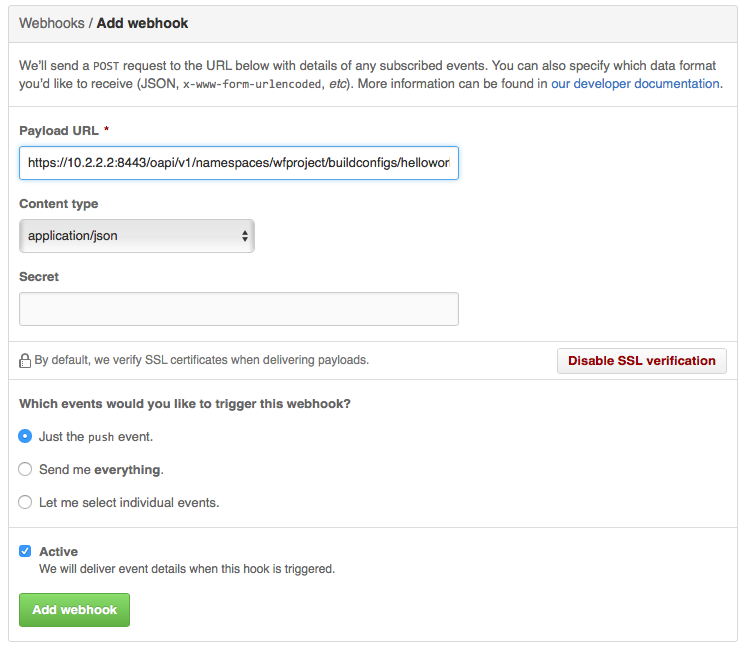 Webhooks / Add webhook
We'll send a POST request to the URL below with details of any subscribed events. You can also specify which data format
you'd like to receive (JSON, x-www-form-urlencoded, etc). More information can be found in our developer documentation.
Payload URL *
https://10.2.2.2:8443/oapi/v1/namespaces/wfproject/buildconfigs/hellowor
Content type
application/json
Secret
By default, we verify SSL certificates when delivering payloads.
Disable SSL verification
Which events would you like to trigger this webhook?
Just the push event.
Send me everything.
Let me select individual events.
Active
We will deliver event details when this hook is triggered.
Add webhook